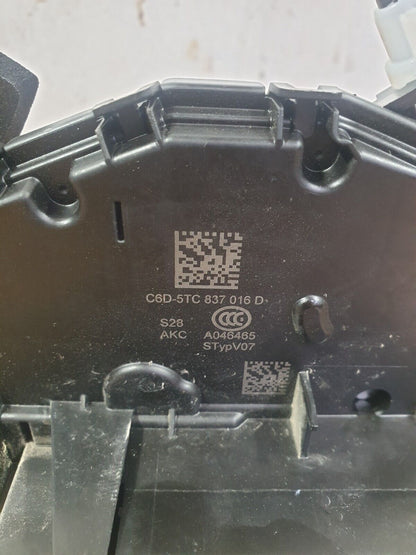 C6D-5TC 837 016 D
S28 CCC
AKC A046465
STypV07